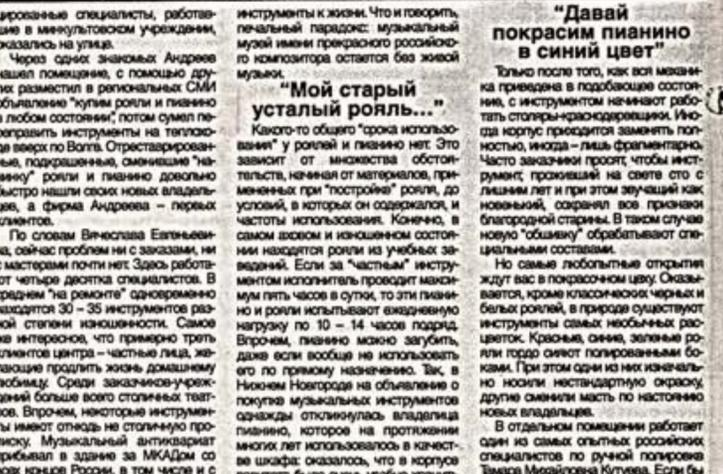 цированные специалисты, работав-
шие в минкультовском учреждении,
оказались на улице.
Через одних знакомых Андреев
нашел помещение, с помощью дру-
гих разместил в региональных СМИ
объявление "купим рояли и пианино
в любом состоянии", потом сумел пе-
реправить инструменты на теплохо-
де вверх по Волге. Отреставрирован-
ные, подкрашенные, сменившие "на-
чинку" рояли и пианино довольно
быстро нашли своих новых владель-
цев, а фирма Андреева – первых
клиентов.
По словам Вячеслава Евгеньеви-
ча, сейчас проблем ни с заказами, ни
с мастерами почти нет. Здесь работа-
ют четыре десятка специалистов. В
среднем "на ремонте" одновременно
находятся 30 – 35 инструментов раз-
ной степени изношенности. Самое
же интересное, что примерно треть
клиентов центра – частные лица, же-
лающие продлить жизнь домашнему
любимцу. Среди заказчиков-учреж-
дений больше всего столичных теат-
ров. Впрочем, некоторые инструмен-
ты имеют отнюдь не столичную про-
писку. Музыкальный антиквариат
прибывал в здание за МКАДом со
всех концов России, в том числе и с
инструменты к жизни. Что и говорить,
печальный парадокс: музыкальный
музей имени прекрасного российско-
го композитора остается без живой
музыки.
"Мой старый
усталый рояль..."
Какого-то общего "срока использо-
вания" у роялей и пианино нет. Это
зависит от множества обстоя-
тельств, начиная от материалов, при-
мененных при "постройке" рояля, до
условий, в которых он содержался, и
частоты использования. Конечно, в
самом аховом и изношенном состоя-
нии находятся рояли из учебных за-
ведений. Если за "частным" инстру-
ментом исполнитель проводит макси-
мум пять часов в сутки, то эти пиани-
но и рояли испытывают ежедневную
нагрузку по 10 – 14 часов подряд.
Впрочем, пианино можно загубить,
даже если вообще не использовать
его по прямому назначению. Так, в
Нижнем Новгороде на объявление о
покупке музыкальных инструментов
однажды откликнулась владелица
пианино, которое на протяжении
многих лет использовалось в качест-
ве шкафа: оказалось, что в корпусе
"Давай
покрасим пианино
в синий цвет"
Только после того, как вся механи-
ка приведена в подобающее состоя-
ние, с инструментом начинают рабо-
тать столяры-краснодеревщики. Ино-
гда корпус приходится заменять пол-
ностью, иногда – лишь фрагментарно.
Часто заказчики просят, чтобы инст-
румент, проживший на свете сто с
лишним лет и при этом звучащий как
новенький, сохранял все признаки
благородной старины. В таком случае
новую "обшивку" обрабатывают спе-
циальными составами.
Но самые любопытные открытия
ждут вас в покрасочном цеху. Оказы-
вается, кроме классических черных и
белых роялей, в природе существуют
инструменты самых необычных рас-
цветок. Красные, синие, зеленые ро-
яли гордо сияют полированными бо-
ками. При этом одни из них изначаль-
но носили нестандартную окраску,
другие сменили масть по настоянию
новых владельцев.
В отдельном помещении работает
один из самых опытных российских
специалистов по ручной полировке
Тамара Михайловна Если бы